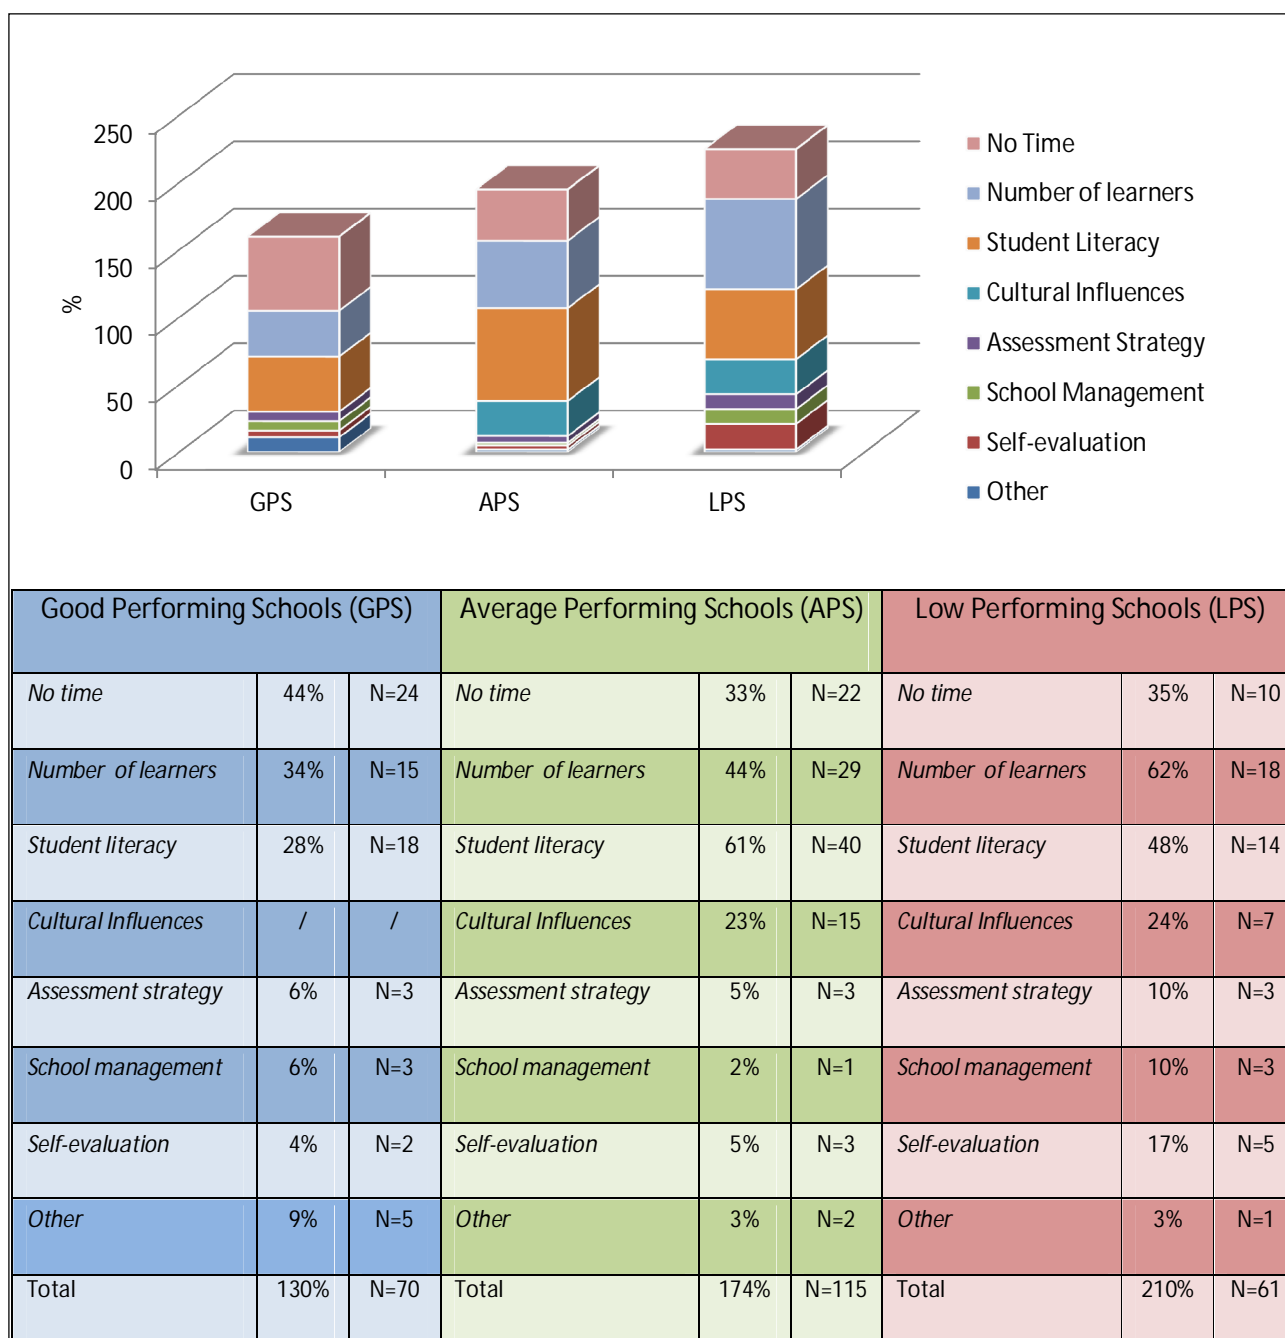 250
200
150
100
50
0
%
GPS
APS
LPS
No Time
Number of learners
Student Literacy
Cultural Influences
Assessment Strategy
School Management
Self-evaluation
Other
Good Performing Schools (GPS) Average Performing Schools (APS) Low Performing Schools (LPS)
No time 44% N=24 No time 33% N=22 No time 35% N=10
Number of learners 34% N=15 Number of learners 44% N=29 Number of learners 62% N=18
Student literacy 28% N=18 Student literacy 61% N=40 Student literacy 48% N=14
Cultural Influences / / Cultural Influences 23% N=15 Cultural Influences 24% N=7
Assessment strategy 6% N=3 Assessment strategy 5% N=3 Assessment strategy 10% N=3
School management 6% N=3 School management 2% N=1 School management 10% N=3
Self-evaluation 4% N=2 Self-evaluation 5% N=3 Self-evaluation 17% N=5
Other 9% N=5 Other 3% N=2 Other 3% N=1
Total 130% N=70 Total 174% N=115 Total 210% N=61